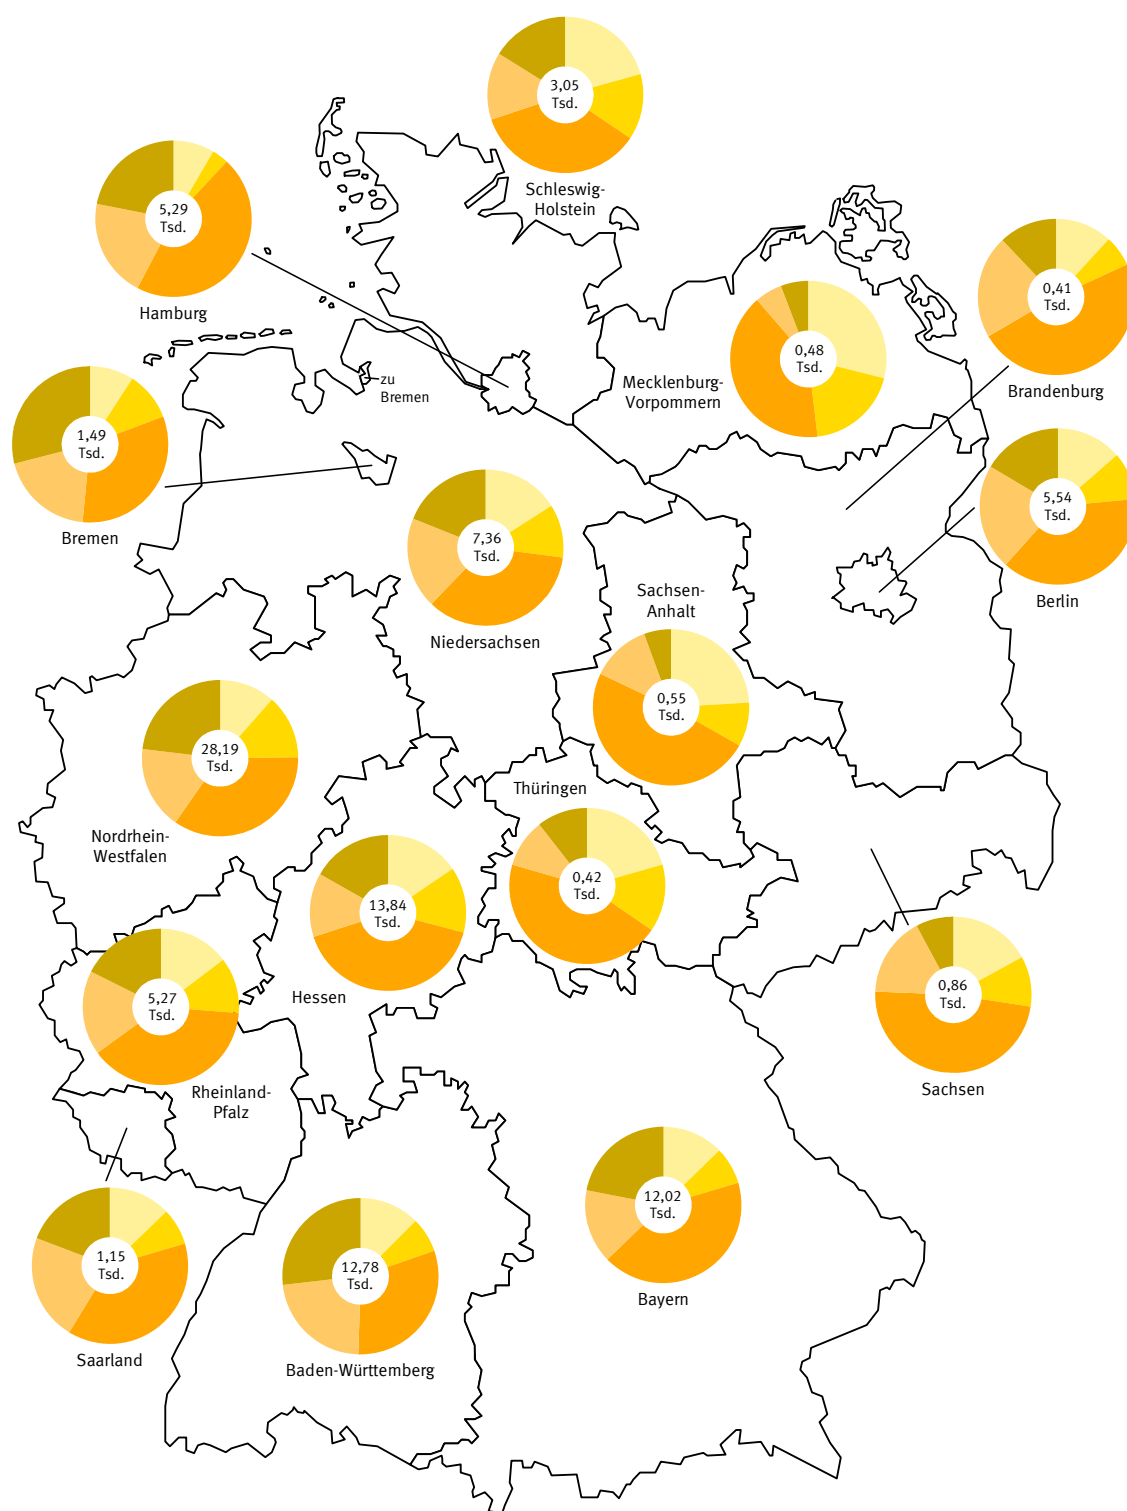 3,05
Tsd.
Schleswig-
Holstein
5,29
Tsd.
Hamburg
0,41
Tsd.
Brandenburg
0,48
Tsd.
Mecklenburg-
Vorpommern
zu
Bremen
1,49
Tsd.
Bremen
5,54
Tsd.
Berlin
7,36
Tsd.
Niedersachsen
Sachsen-
Anhalt
0,55
Tsd.
28,19
Tsd.
Nordrhein-
Westfalen
Thüringen
0,42
Tsd.
13,84
Tsd.
Hessen
5,27
Tsd.
Rheinland-
Pfalz
0,86
Tsd.
Sachsen
12,02
Tsd.
Bayern
1,15
Tsd.
Saarland
12,78
Tsd.
Baden-Württemberg